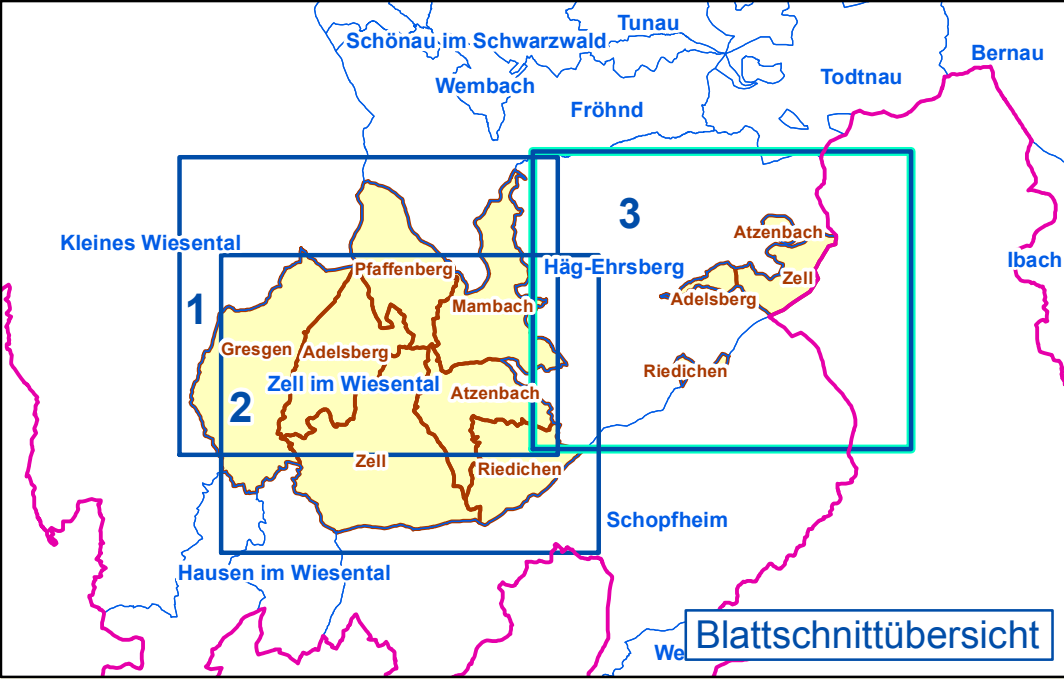 Tunau
Schönau im Schwarzwald
Bernau
Wembach
Todtnau
Fröhnd
3
Atzenbach
Kleines Wiesental
Ibach
Häg-Ehrsberg
Pfaffenberg
Zell
Adelsberg
Mambach
1
Gresgen
Adelsberg
Riedichen
Zell im Wiesental
Atzenbach
2
Zell
Riedichen
Schopfheim
Hausen im Wiesental
Blattschnittübersicht
We